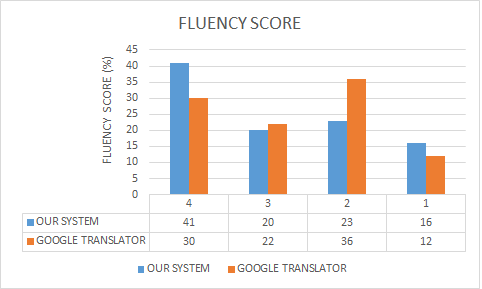 FLUENCY SCORE
FLUENCY SCORE (%)
45
40
35
30
25
20
15
10
5
0
4 3 2 1
OUR SYSTEM 41 20 23 16
GOOGLE TRANSLATOR 30 22 36 12
OUR SYSTEM GOOGLE TRANSLATOR